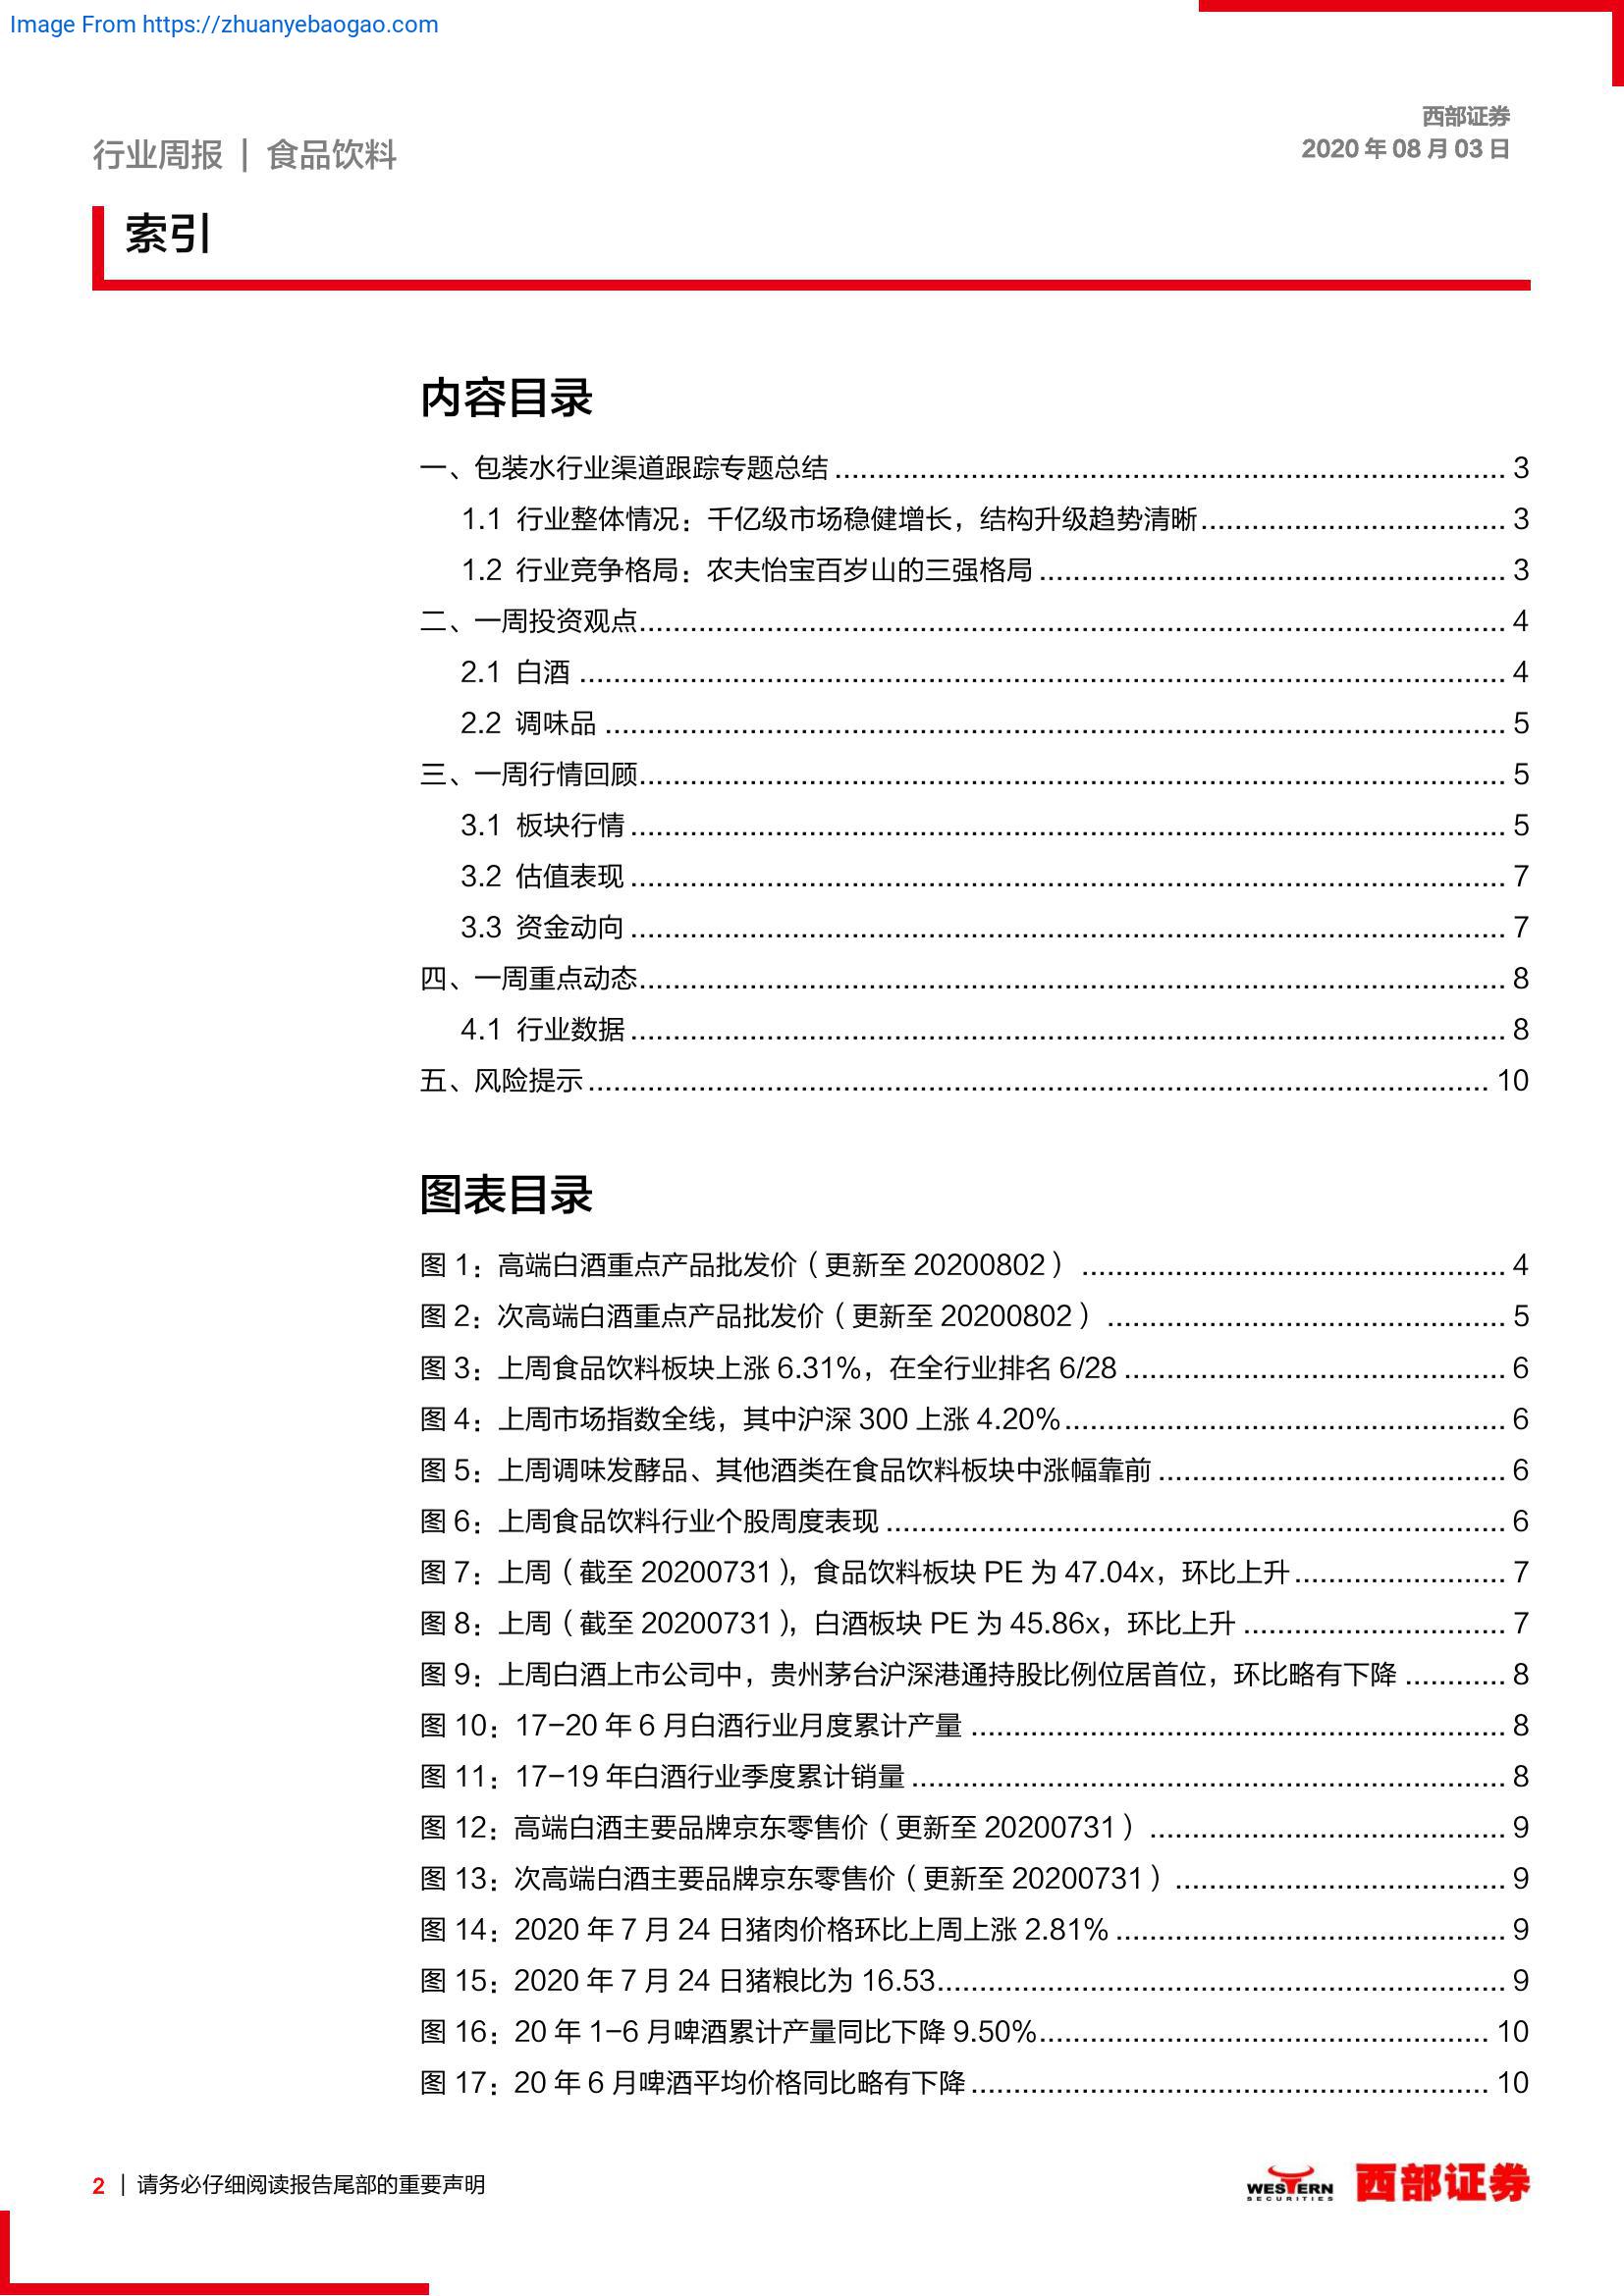 Image From https://zhuanyebaogao.com
西部证券
行业周报 | 食品饮料
2020 年 08 月 03 日
索引
内容目录
一、包装水行业渠道跟踪专题总结 ................................................................................ 3
1.1 行业整体情况：千亿级市场稳健增长，结构升级趋势清晰.................................... 3
1.2 行业竞争格局：农夫怡宝百岁山的三强格局 ....................................................... 3
二、一周投资观点...................................................................................................... 4
2.1 白酒 ............................................................................................................. 4
2.2 调味品 .......................................................................................................... 5
三、一周行情回顾...................................................................................................... 5
3.1 板块行情 ....................................................................................................... 5
3.2 估值表现 ....................................................................................................... 7
3.3 资金动向 ....................................................................................................... 7
四、一周重点动态...................................................................................................... 8
4.1 行业数据 ....................................................................................................... 8
五、风险提示 .......................................................................................................... 10
图表目录
图 1：高端白酒重点产品批发价（更新至 20200802） .................................................. 4
图 2：次高端白酒重点产品批发价（更新至 20200802） ............................................... 5
图 3：上周食品饮料板块上涨 6.31%，在全行业排名 6/28 ............................................. 6
图 4：上周市场指数全线，其中沪深 300 上涨 4.20%.................................................... 6
图 5：上周调味发酵品、其他酒类在食品饮料板块中涨幅靠前 ......................................... 6
图 6：上周食品饮料行业个股周度表现 ......................................................................... 6
图 7：上周（截至 20200731），食品饮料板块 PE 为 47.04x，环比上升......................... 7
图 8：上周（截至 20200731），白酒板块 PE 为 45.86x，环比上升 ............................... 7
图 9：上周白酒上市公司中，贵州茅台沪深港通持股比例位居首位，环比略有下降 ............ 8
图 10：17-20 年 6 月白酒行业月度累计产量 ............................................................... 8
图 11：17-19 年白酒行业季度累计销量 ...................................................................... 8
图 12：高端白酒主要品牌京东零售价（更新至 20200731） .......................................... 9
图 13：次高端白酒主要品牌京东零售价（更新至 20200731） ....................................... 9
图 14：2020 年 7 月 24 日猪肉价格环比上周上涨 2.81% .............................................. 9
图 15：2020 年 7 月 24 日猪粮比为 16.53................................................................... 9
图 16：20 年 1-6 月啤酒累计产量同比下降 9.50%..................................................... 10
图 17：20 年 6 月啤酒平均价格同比略有下降 ............................................................. 10
2 | 请务必仔细阅读报告尾部的重要声明
WESTERN
SECURITIES
西部证券